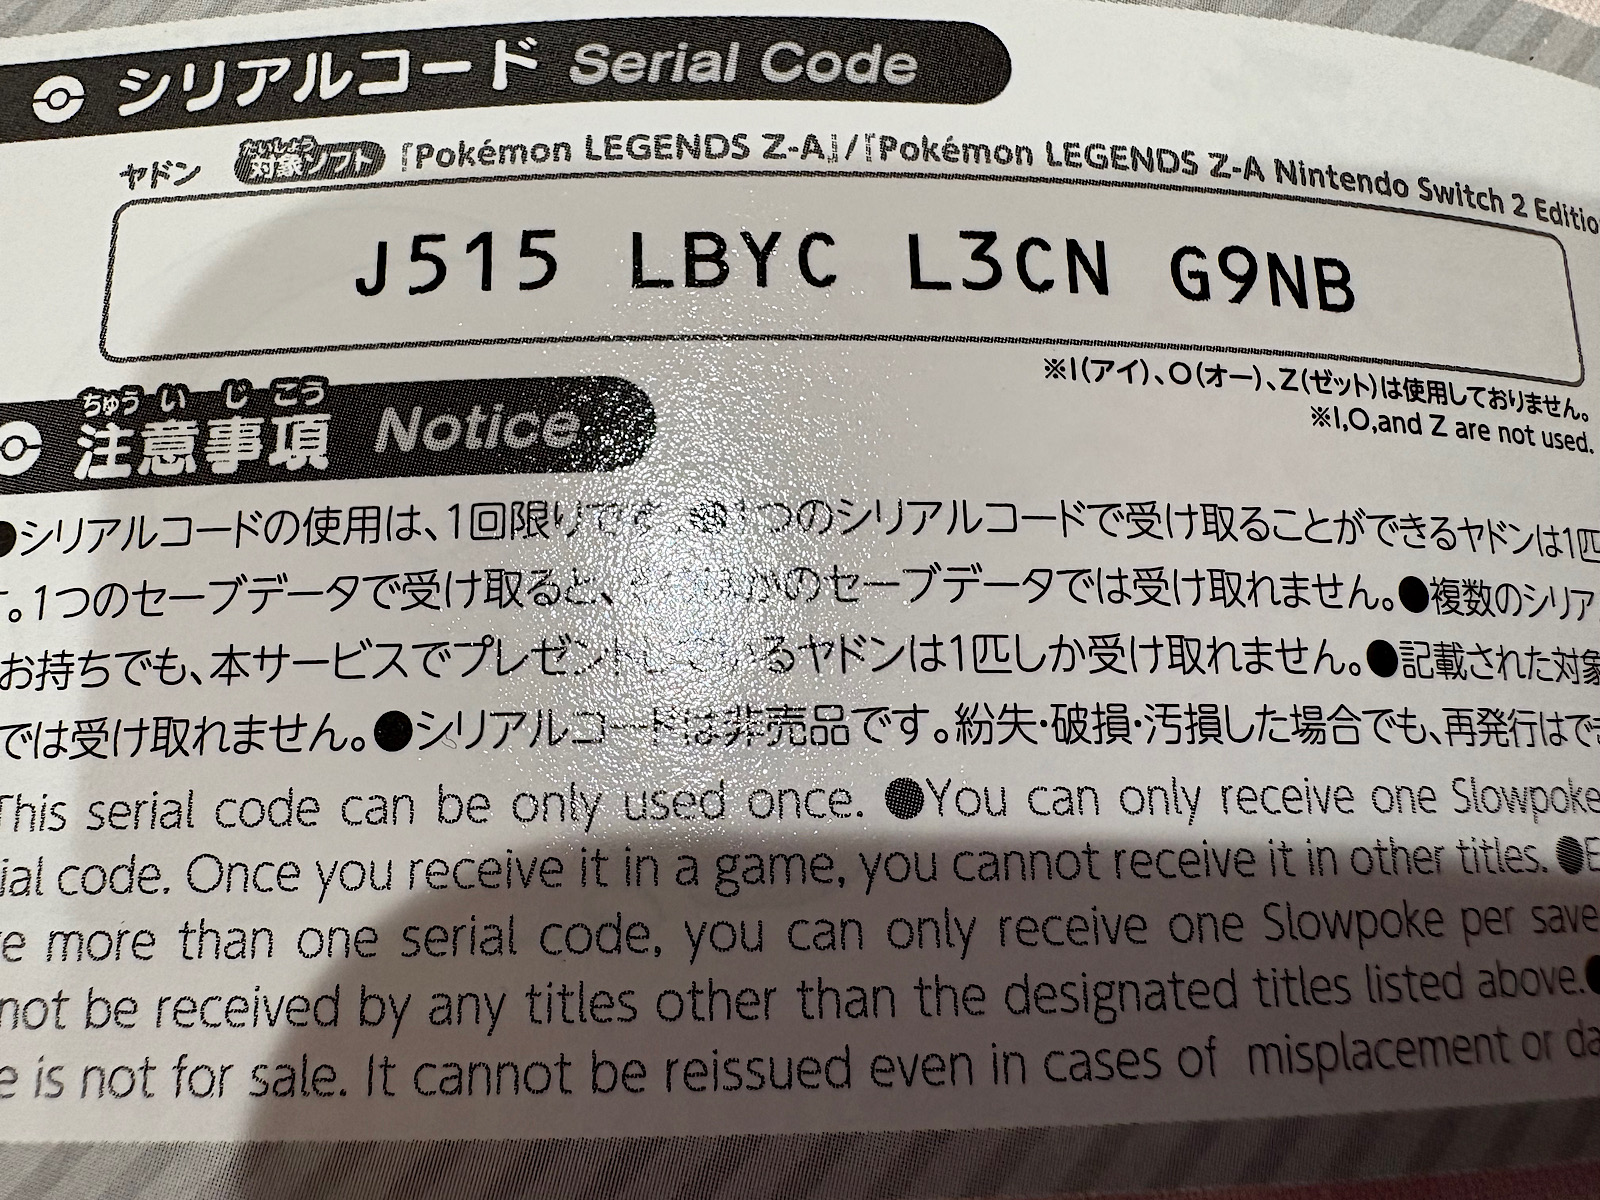 シリアルコード Serial Code
ヤドン 対象ソフト たいしょう 『Pokémon LEGENDS Z-A』/『Pokémon LEGENDS Z-A Nintendo Switch 2 Editio
J515 LBYC L3CN G9NB
※I(アイ)、O(オー)、Z(ゼット)は使用しておりません。
※I,O,and Z are not used.
ちゅう い じ こう
注意事項 Notice
●シリアルコードの使用は、1回限りです。●1つのシリアルコードで受け取ることができるヤドンは1匹
。1つのセーブデータで受け取ると、のセーブデータでは受け取れません。●複数のシリア
お持ちでも、本サービスでプレゼントしているヤドンは1匹しか受け取れません。●記載された対象
では受け取れません。●シリアルコードは非売品です。紛失・破損・汚損した場合でも、再発行はでき
This serial code can be only used once. ●You can only receive one Slowpoke
ial code. Once you receive it in a game, you cannot receive it in other titles. ●E
e more than one serial code, you can only receive one Slowpoke per save
not be received by any titles other than the designated titles listed above.●
e is not for sale. It cannot be reissued even in cases of misplacement or da